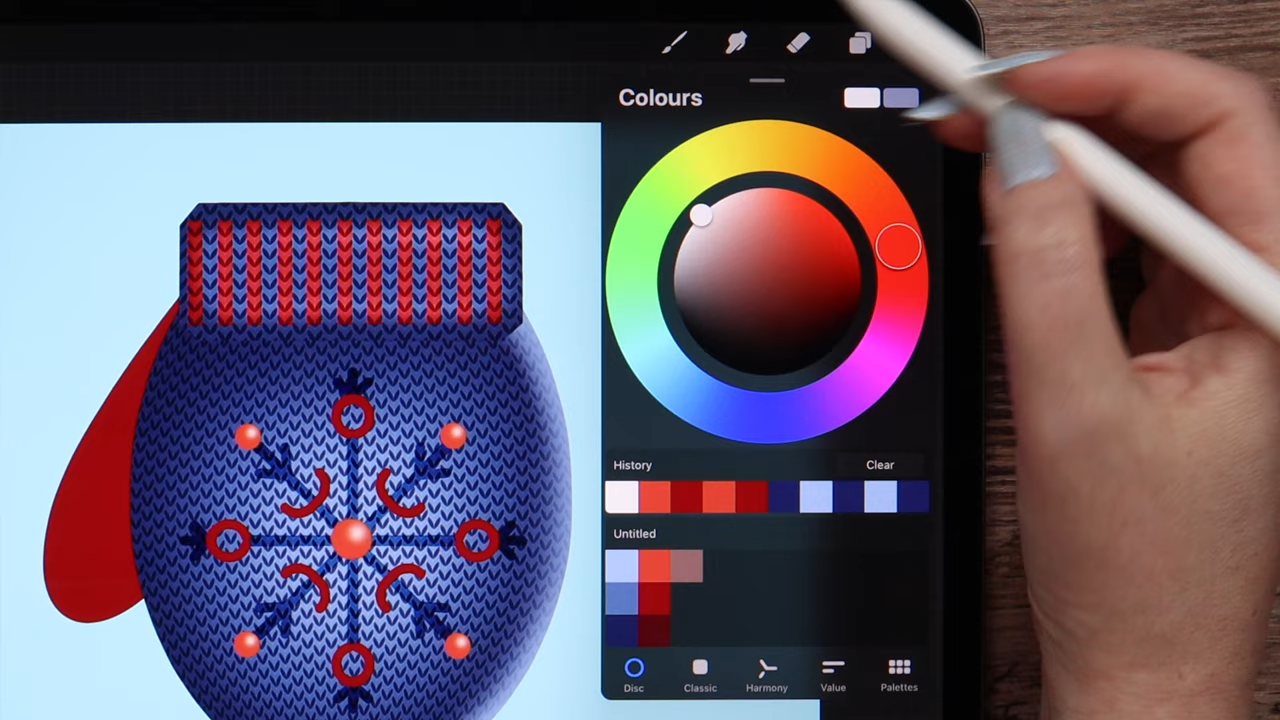 Colours
History
Clear
Untitled
Disc
Classic
Harmony
Value
Palettes